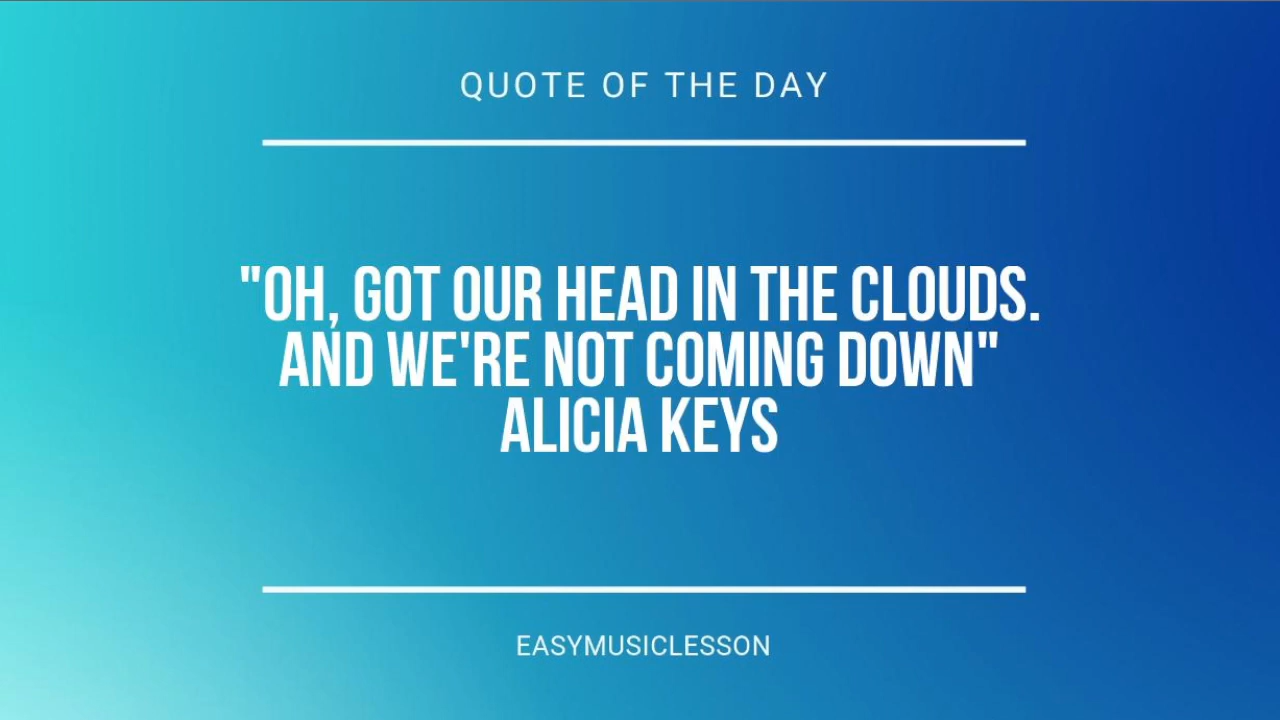 QUOTE OF THE DAY
"OH, GOT OUR HEAD IN THE CLOUDS.
AND WE'RE NOT COMING DOWN"
ALICIA KEYS
EASYMUSICLESSON